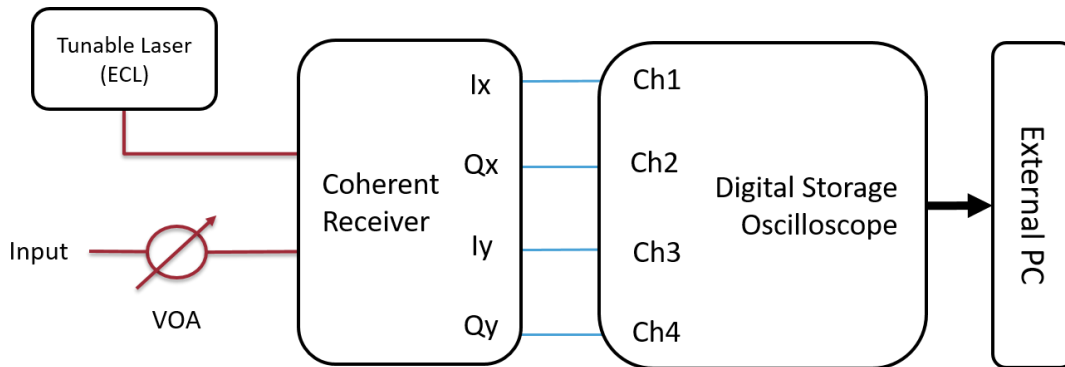 Tunable Laser
(ECL)
Input
VOA
Coherent
Receiver
Ix
Qx
Iy
Qy
Ch1
Ch2
Ch3
Ch4
Digital Storage
Oscilloscope
External PC